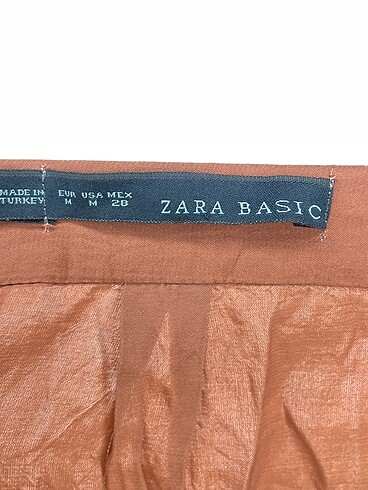 MADE IN
TURKEY
EUR USA MEX
M M 28
ZARA BASIC